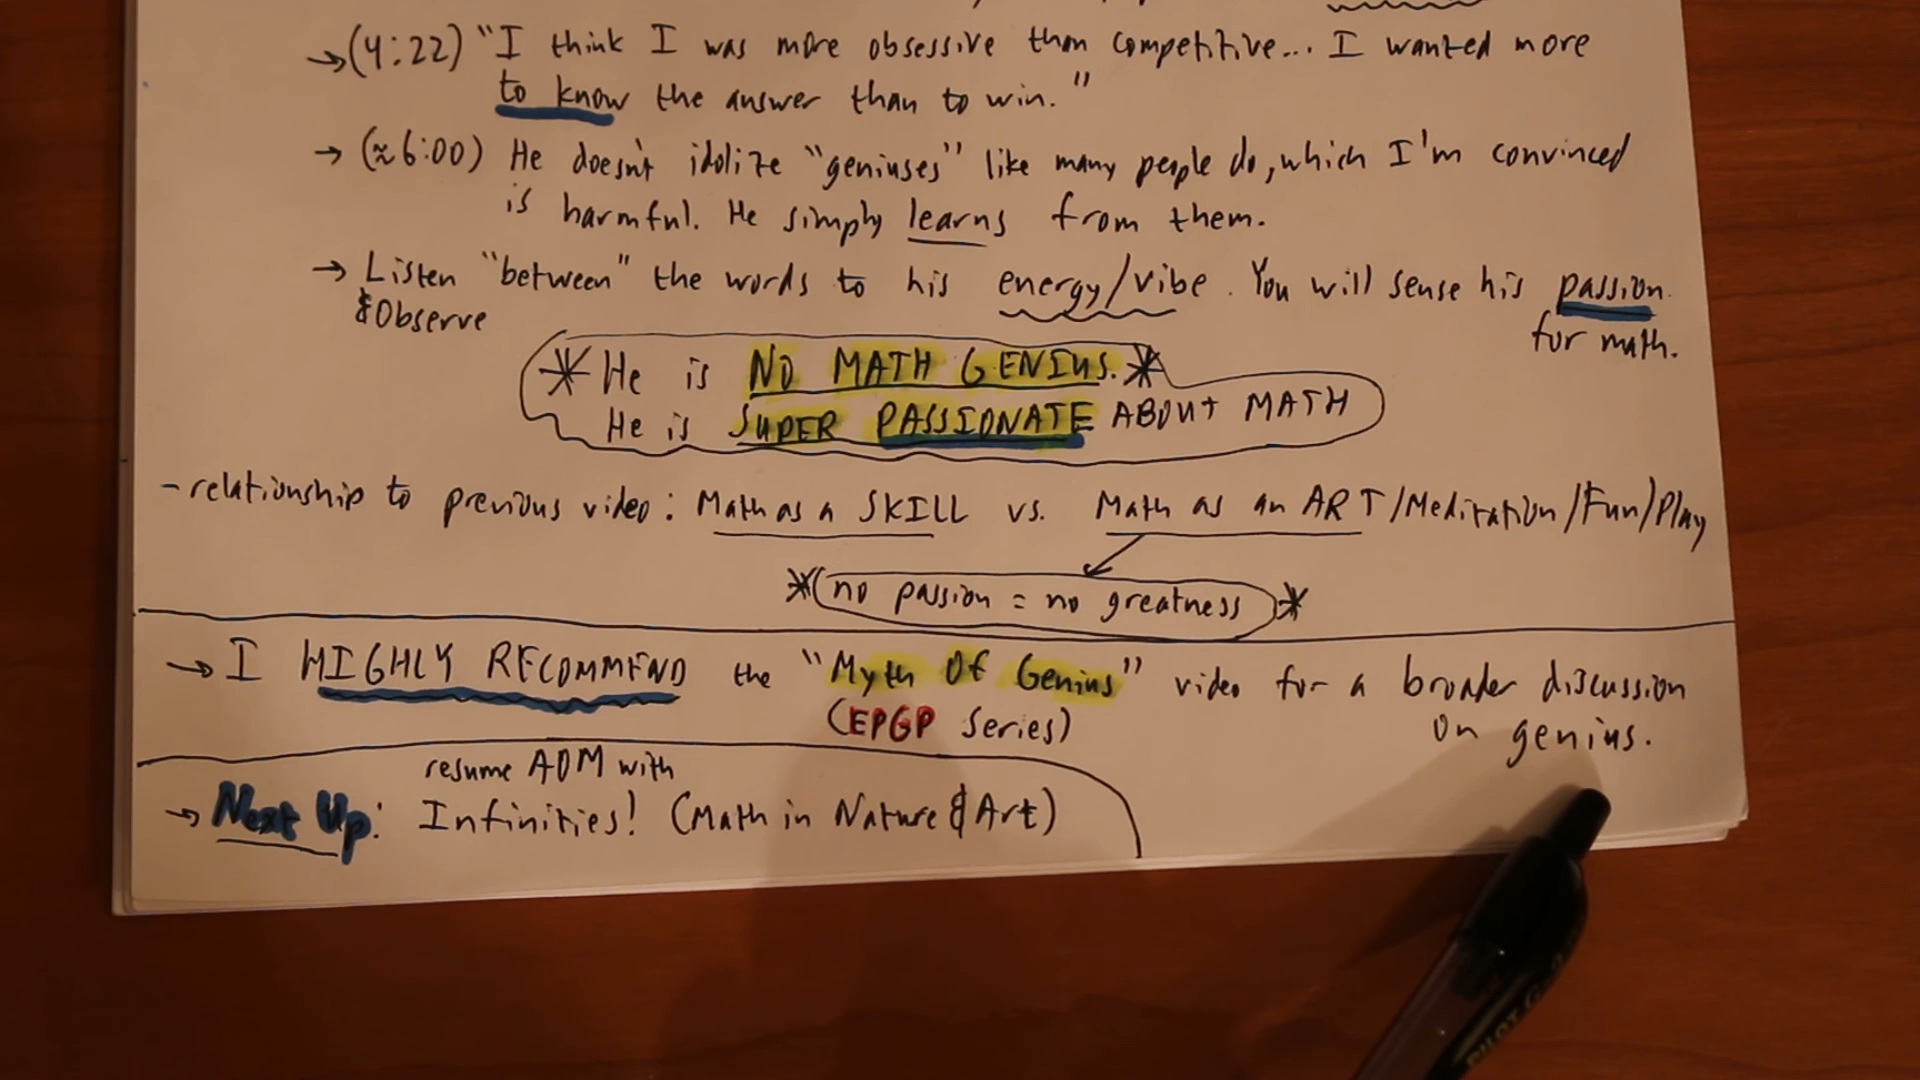 →(4:22) "I think I was more obsessive than competitive... I wanted more
to know the answer than to win."
→ (≈6:00) He doesn't idolize "geniuses" like many people do, which I'm convinced
is harmful. He simply learns from them.
→ Listen "between" the words to his energy/vibe. You will sense his passion
& Observe
for math.
* He is NO MATH GENIUS. *
He is SUPER PASSIONATE ABOUT MATH
- relationship to previous video: Math as a SKILL vs. Math as an ART/Meditation/Fun/Play
*(no passion = no greatness)*
→ I HIGHLY RECOMMEND the "Myth Of Genius" video for a broader discussion
(EPGP Series)
on genius.
resume ADM with
→ Next Up: Infinities! (Math in Nature & Art)